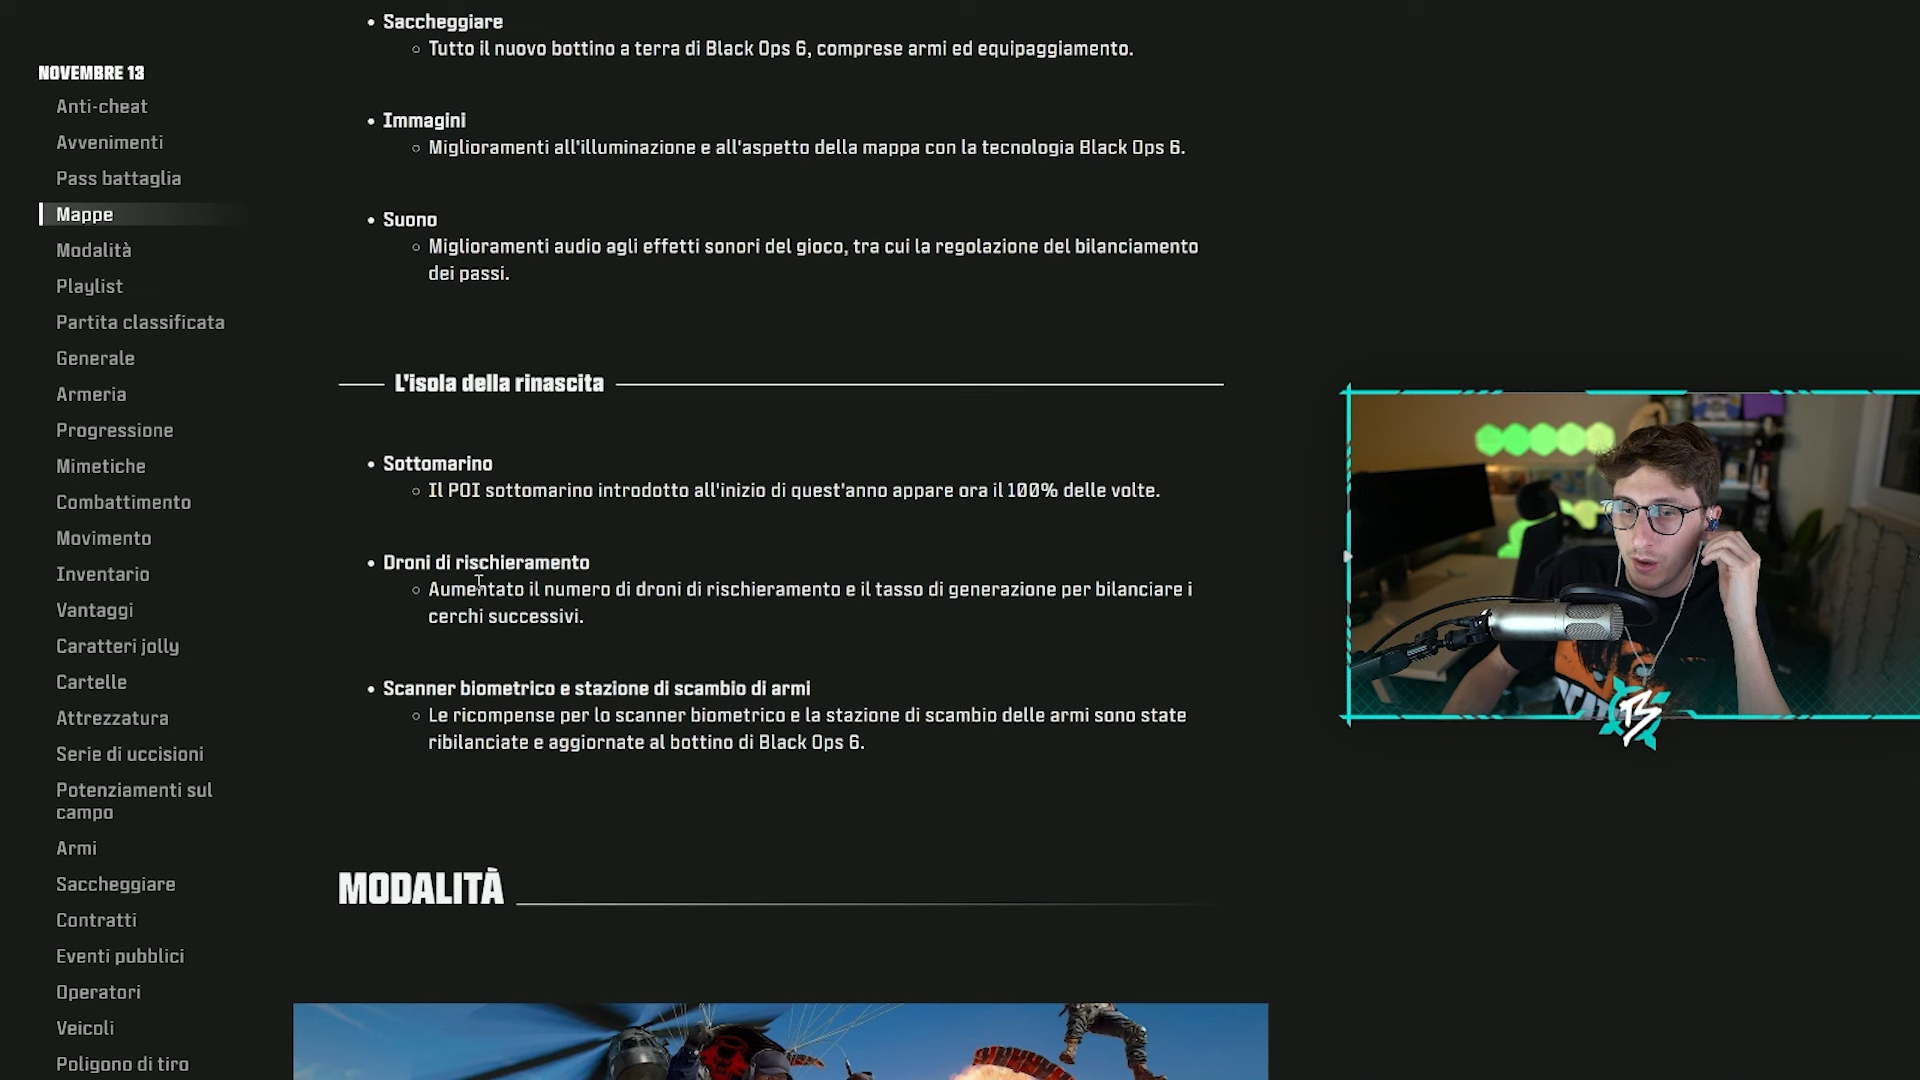 NOVEMBRE 13
Anti-cheat
Avvenimenti
Pass battaglia
Mappe
Modalità
Playlist
Partita classificata
Generale
Armeria
Progressione
Mimetiche
Combattimento
Movimento
Inventario
Vantaggi
Caratteri jolly
Cartelle
Attrezzatura
Serie di uccisioni
Potenziamenti sul
campo
Armi
Saccheggiare
Contratti
Eventi pubblici
Operatori
Veicoli
Poligono di tiro
• Saccheggiare
○ Tutto il nuovo bottino a terra di Black Ops 6, comprese armi ed equipaggiamento.
• Immagini
○ Miglioramenti all'illuminazione e all'aspetto della mappa con la tecnologia Black Ops 6.
• Suono
○ Miglioramenti audio agli effetti sonori del gioco, tra cui la regolazione del bilanciamento
dei passi.
L'isola della rinascita
• Sottomarino
○ Il POI sottomarino introdotto all'inizio di quest'anno appare ora il 100% delle volte.
• Droni di rischieramento
○ Aumentato il numero di droni di rischieramento e il tasso di generazione per bilanciare i
cerchi successivi.
• Scanner biometrico e stazione di scambio di armi
○ Le ricompense per lo scanner biometrico e la stazione di scambio delle armi sono state
ribilanciate e aggiornate al bottino di Black Ops 6.
MODALITÀ